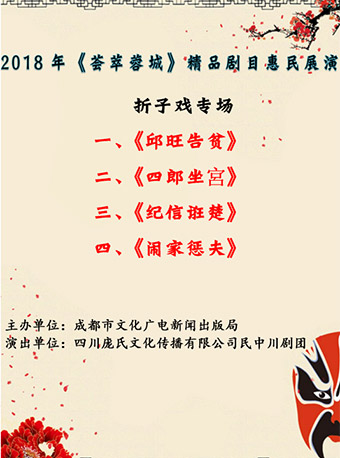 2018年《荟萃蓉城》精品剧目惠民展演
折子戏专场
一、《邱旺告贫》
二、《四郎坐宮》
三、《纪信诳楚》
四、《闹家惩夫》
主办单位：成都市文化广电新闻出版局
演出单位：四川庞氏文化传播有限公司民中川剧团